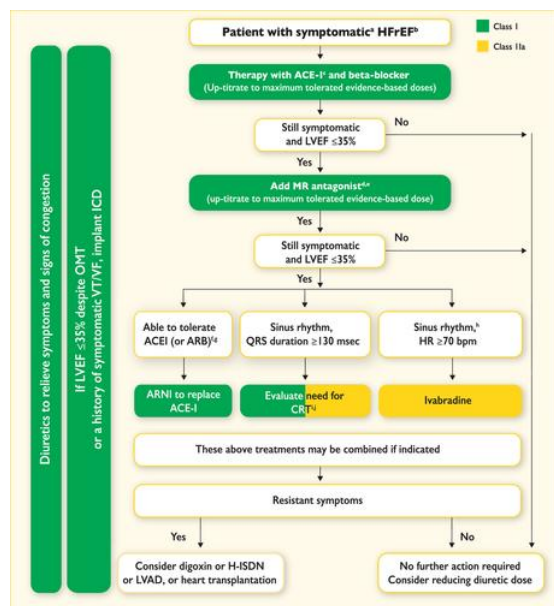 Patient with symptomaticᵃ HFrEFᵇ
Class I
Class IIa
Therapy with ACE-Iᶜ and beta-blocker
(Up-titrate to maximum tolerated evidence-based doses)
Still symptomatic
and LVEF ≤35%
No
Yes
Add MR antagonistᵈ,ᵉ
(up-titrate to maximum tolerated evidence-based dose)
Yes
Still symptomatic
and LVEF ≤35%
No
Yes
Able to tolerate
ACEI (or ARB)ᶠ,ᵍ
Sinus rhythm,
QRS duration ≥130 msec
Sinus rhythm,ʰ
HR ≥70 bpm
ARNI to replace
ACE-I
Evaluate need for
CRTⁱ,ʲ
Ivabradine
These above treatments may be combined if indicated
Resistant symptoms
Yes
No
Consider digoxin or H-ISDN
or LVAD, or heart transplantation
No further action required
Consider reducing diuretic dose
Diuretics to relieve symptoms and signs of congestion
If LVEF ≤35% despite OMT
or a history of symptomatic VT/VF, implant ICD